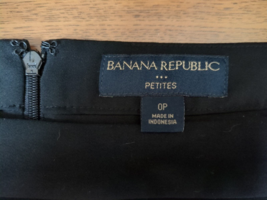 BANANA REPUBLIC
PETITES
0P
MADE IN
INDONESIA